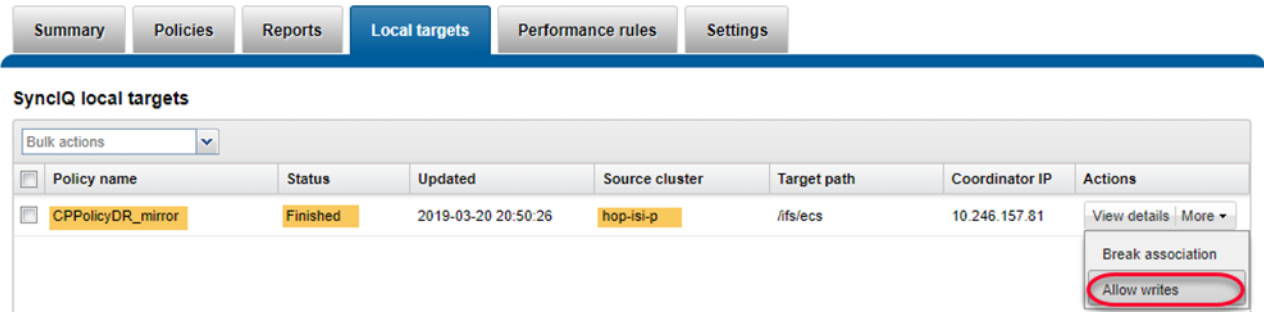 Summary Policies Reports Local targets Performance rules Settings
SyncIQ local targets
Bulk actions
Policy name Status Updated Source cluster Target path Coordinator IP Actions
CPPolicyDR_mirror Finished 2019-03-20 20:50:26 hop-isi-p /ifs/ecs 10.246.157.81 View details More
Break association
Allow writes